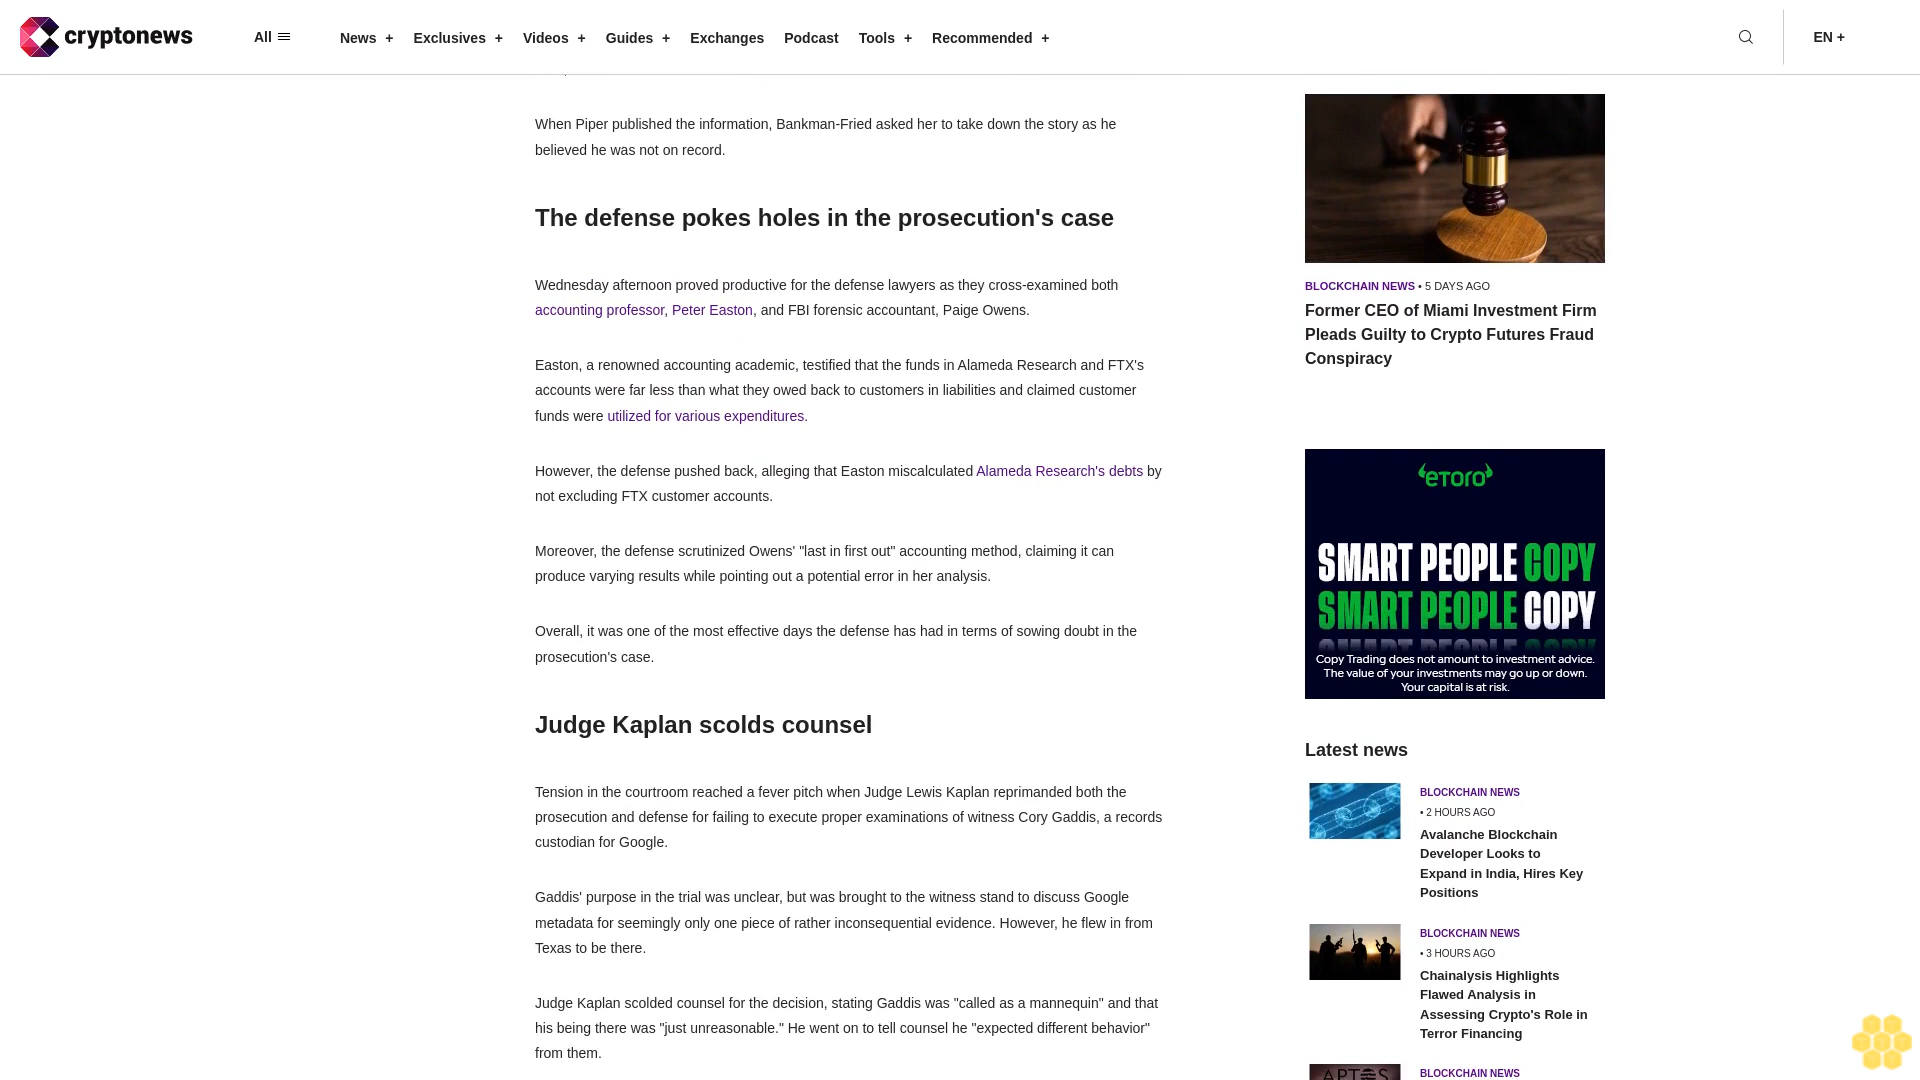 cryptonews
All
News +
Exclusives +
Videos +
Guides +
Exchanges
Podcast
Tools +
Recommended +
EN +
When Piper published the information, Bankman-Fried asked her to take down the story as he
believed he was not on record.
The defense pokes holes in the prosecution's case
Wednesday afternoon proved productive for the defense lawyers as they cross-examined both
accounting professor, Peter Easton, and FBI forensic accountant, Paige Owens.
Easton, a renowned accounting academic, testified that the funds in Alameda Research and FTX's
accounts were far less than what they owed back to customers in liabilities and claimed customer
funds were utilized for various expenditures.
However, the defense pushed back, alleging that Easton miscalculated Alameda Research's debts by
not excluding FTX customer accounts.
Moreover, the defense scrutinized Owens' "last in first out" accounting method, claiming it can
produce varying results while pointing out a potential error in her analysis.
Overall, it was one of the most effective days the defense has had in terms of sowing doubt in the
prosecution's case.
Judge Kaplan scolds counsel
Tension in the courtroom reached a fever pitch when Judge Lewis Kaplan reprimanded both the
prosecution and defense for failing to execute proper examinations of witness Cory Gaddis, a records
custodian for Google.
Gaddis' purpose in the trial was unclear, but was brought to the witness stand to discuss Google
metadata for seemingly only one piece of rather inconsequential evidence. However, he flew in from
Texas to be there.
Judge Kaplan scolded counsel for the decision, stating Gaddis was "called as a mannequin" and that
his being there was "just unreasonable." He went on to tell counsel he "expected different behavior"
from them.
BLOCKCHAIN NEWS • 5 DAYS AGO
Former CEO of Miami Investment Firm
Pleads Guilty to Crypto Futures Fraud
Conspiracy
eToro
SMART PEOPLE COPY
SMART PEOPLE COPY
SMART PEOPLE COPY
Copy Trading does not amount to investment advice.
The value of your investments may go up or down.
Your capital is at risk.
Latest news
BLOCKCHAIN NEWS
• 2 HOURS AGO
Avalanche Blockchain
Developer Looks to
Expand in India, Hires Key
Positions
BLOCKCHAIN NEWS
• 3 HOURS AGO
Chainalysis Highlights
Flawed Analysis in
Assessing Crypto's Role in
Terror Financing
APTOS
BLOCKCHAIN NEWS